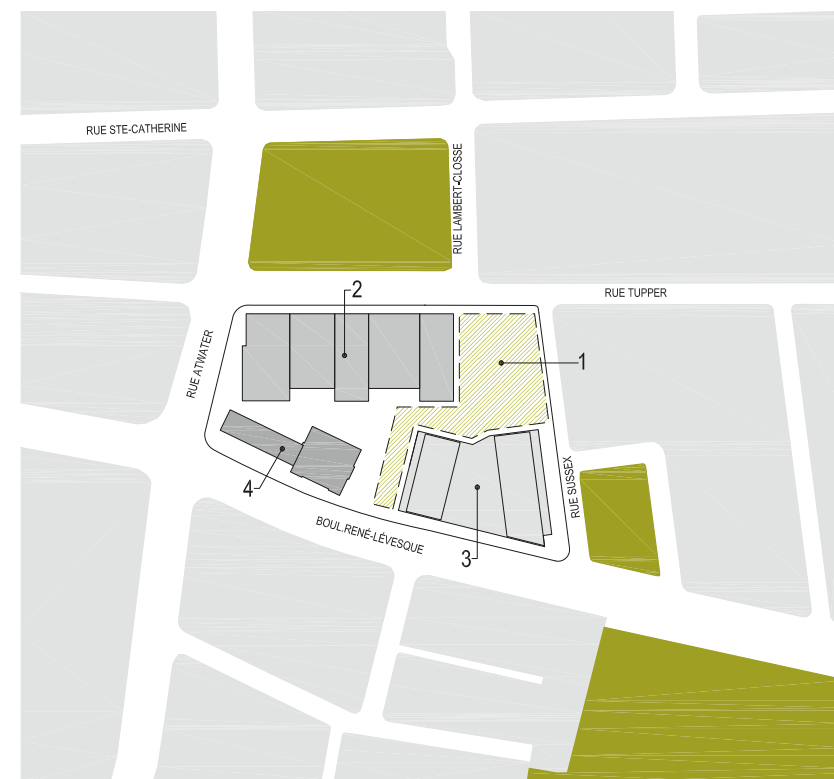 RUE STE-CATHERINE
RUE LAMBERT-CLOSSE
2
RUE TUPPER
RUE ATWATER
1
4
RUE SUSSEX
BOUL.RENÉ-LÉVESQUE
3